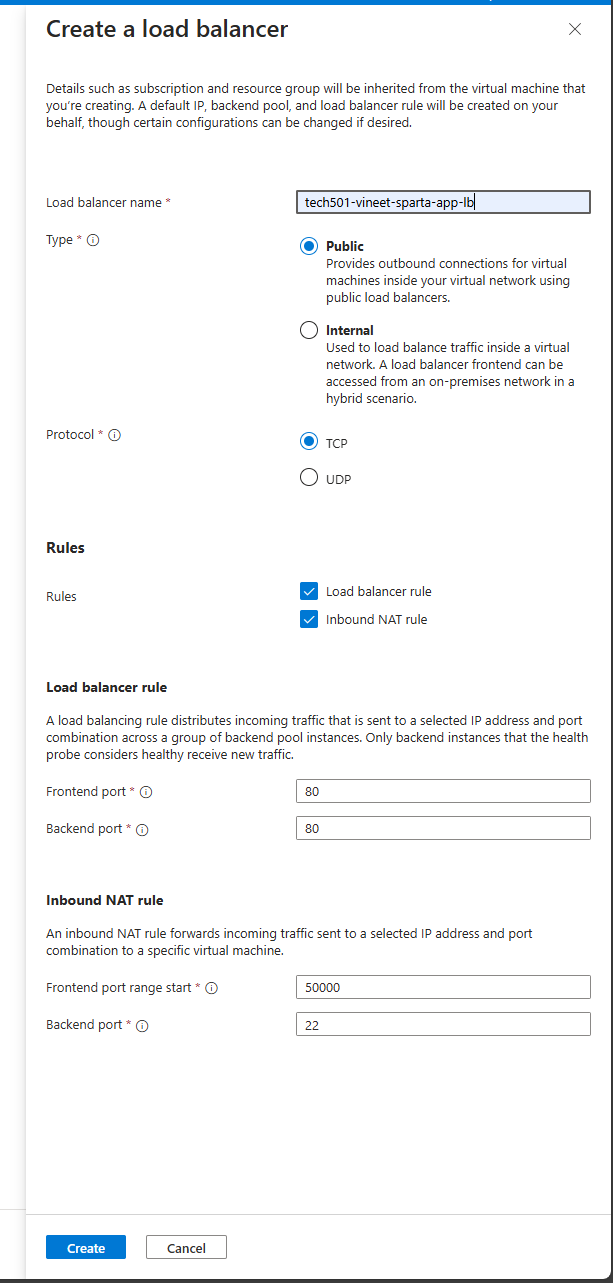 Create a load balancer
Details such as subscription and resource group will be inherited from the virtual machine that
you're creating. A default IP, backend pool, and load balancer rule will be created on your
behalf, though certain configurations can be changed if desired.
Load balancer name *
tech501-vineet-sparta-app-lb
Type *
Public
Provides outbound connections for virtual
machines inside your virtual network using
public load balancers.
Internal
Used to load balance traffic inside a virtual
network. A load balancer frontend can be
accessed from an on-premises network in a
hybrid scenario.
Protocol *
TCP
UDP
Rules
Rules
Load balancer rule
Inbound NAT rule
Load balancer rule
A load balancing rule distributes incoming traffic that is sent to a selected IP address and port
combination across a group of backend pool instances. Only backend instances that the health
probe considers healthy receive new traffic.
Frontend port *
80
Backend port *
80
Inbound NAT rule
An inbound NAT rule forwards incoming traffic sent to a selected IP address and port
combination to a specific virtual machine.
Frontend port range start *
50000
Backend port *
22
Create
Cancel